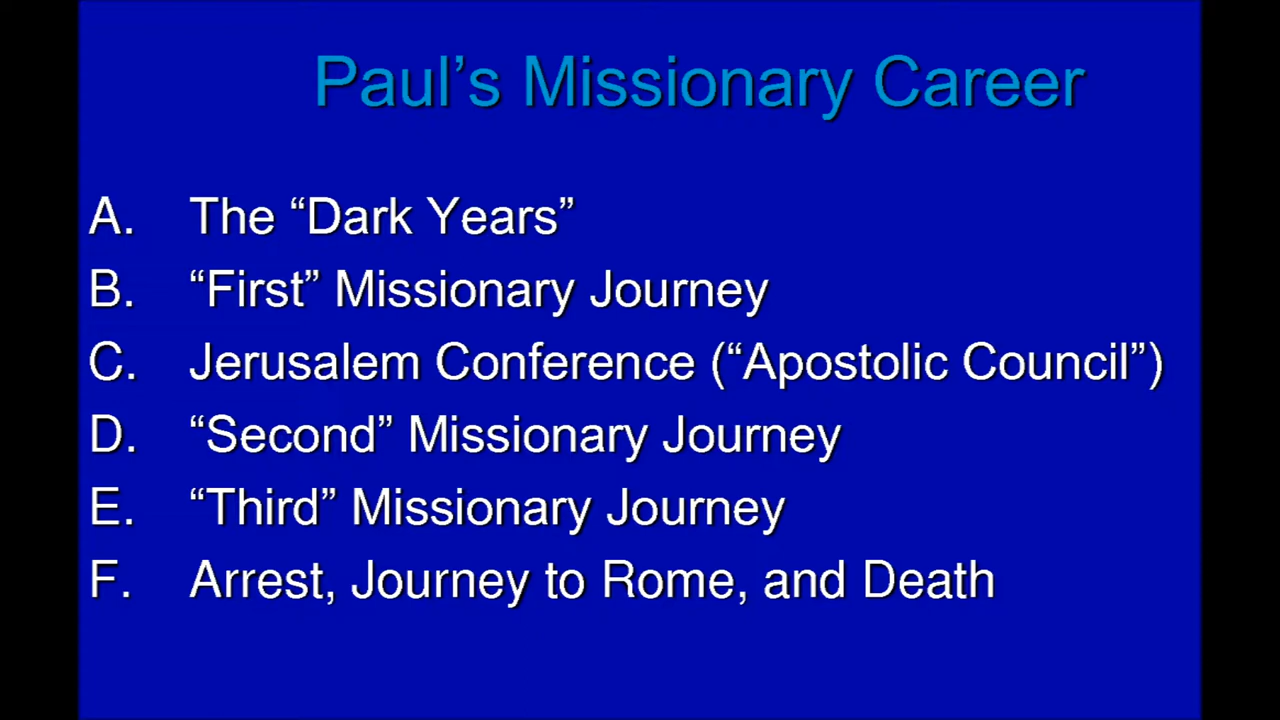 Paul’s Missionary Career
A. The “Dark Years”
B. “First” Missionary Journey
C. Jerusalem Conference (“Apostolic Council”)
D. “Second” Missionary Journey
E. “Third” Missionary Journey
F. Arrest, Journey to Rome, and Death